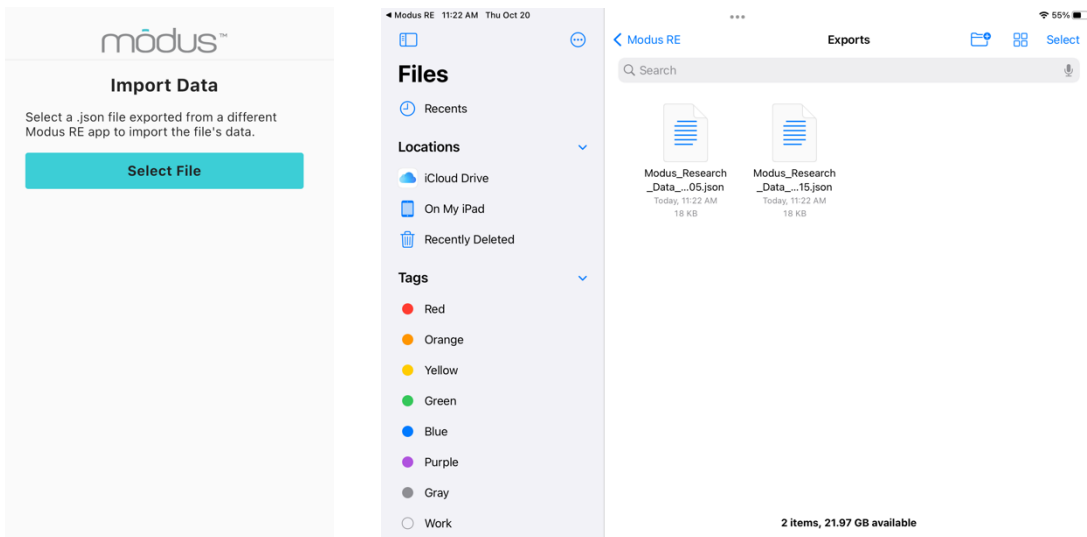 mōdus™
Import Data
Select a .json file exported from a different
Modus RE app to import the file's data.
Select File
Modus RE 11:22 AM Thu Oct 20
55%
Files
Recents
Locations
iCloud Drive
On My iPad
Recently Deleted
Tags
Red
Orange
Yellow
Green
Blue
Purple
Gray
Work
Modus RE
Exports
Select
Search
Modus_Research
_Data_...05.json
Today, 11:22 AM
18 KB
Modus_Research
_Data_...15.json
Today, 11:22 AM
18 KB
2 items, 21.97 GB available